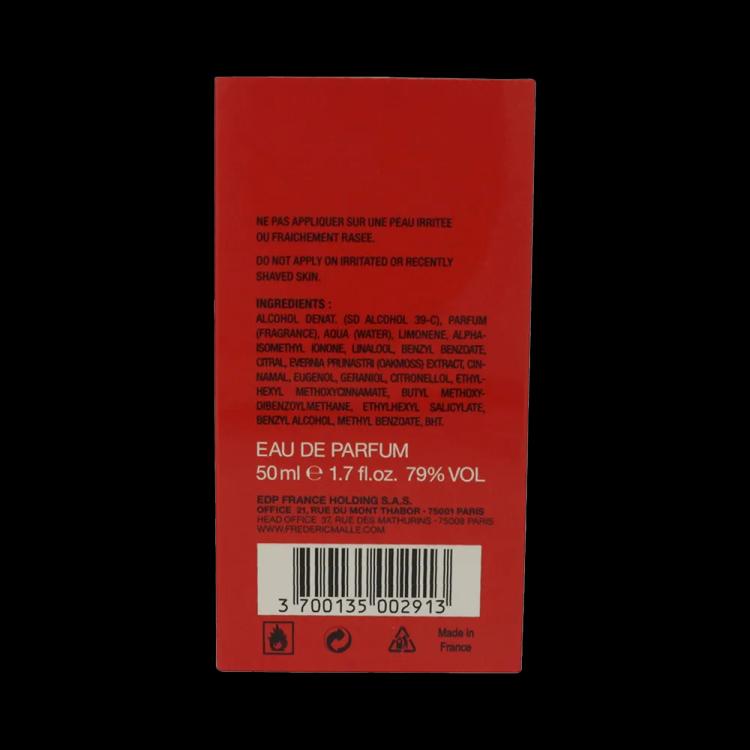 NE PAS APPLIQUER SUR UNE PEAU IRRITEE
OU FRAICHEMENT RASEE.
DO NOT APPLY ON IRRITATED OR RECENTLY
SHAVED SKIN.
INGREDIENTS :
ALCOHOL DENAT. (SD ALCOHOL 39-C), PARFUM
(FRAGRANCE), AQUA (WATER), LIMONENE, ALPHA-
ISOMETHYL IONONE, LINALOOL, BENZYL BENZOATE,
CITRAL, EVERNIA PRUNASTRI (OAKMOSS) EXTRACT, CIN-
NAMAL, EUGENOL, GERANIOL, CITRONELLOL, ETHYL-
HEXYL METHOXYCINNAMATE, BUTYL METHOXY-
DIBENZOYLMETHANE, ETHYLHEXYL SALICYLATE,
BENZYL ALCOHOL, METHYL BENZOATE, BHT.
EAU DE PARFUM
50 ml ℮ 1.7 fl.oz. 79% VOL
EDP FRANCE HOLDING S.A.S.
OFFICE 21, RUE DU MONT THABOR - 75001 PARIS
HEAD OFFICE 37, RUE DES MATHURINS - 75008 PARIS
WWW.FREDERICMALLE.COM
3 700135 002913
Made in
France